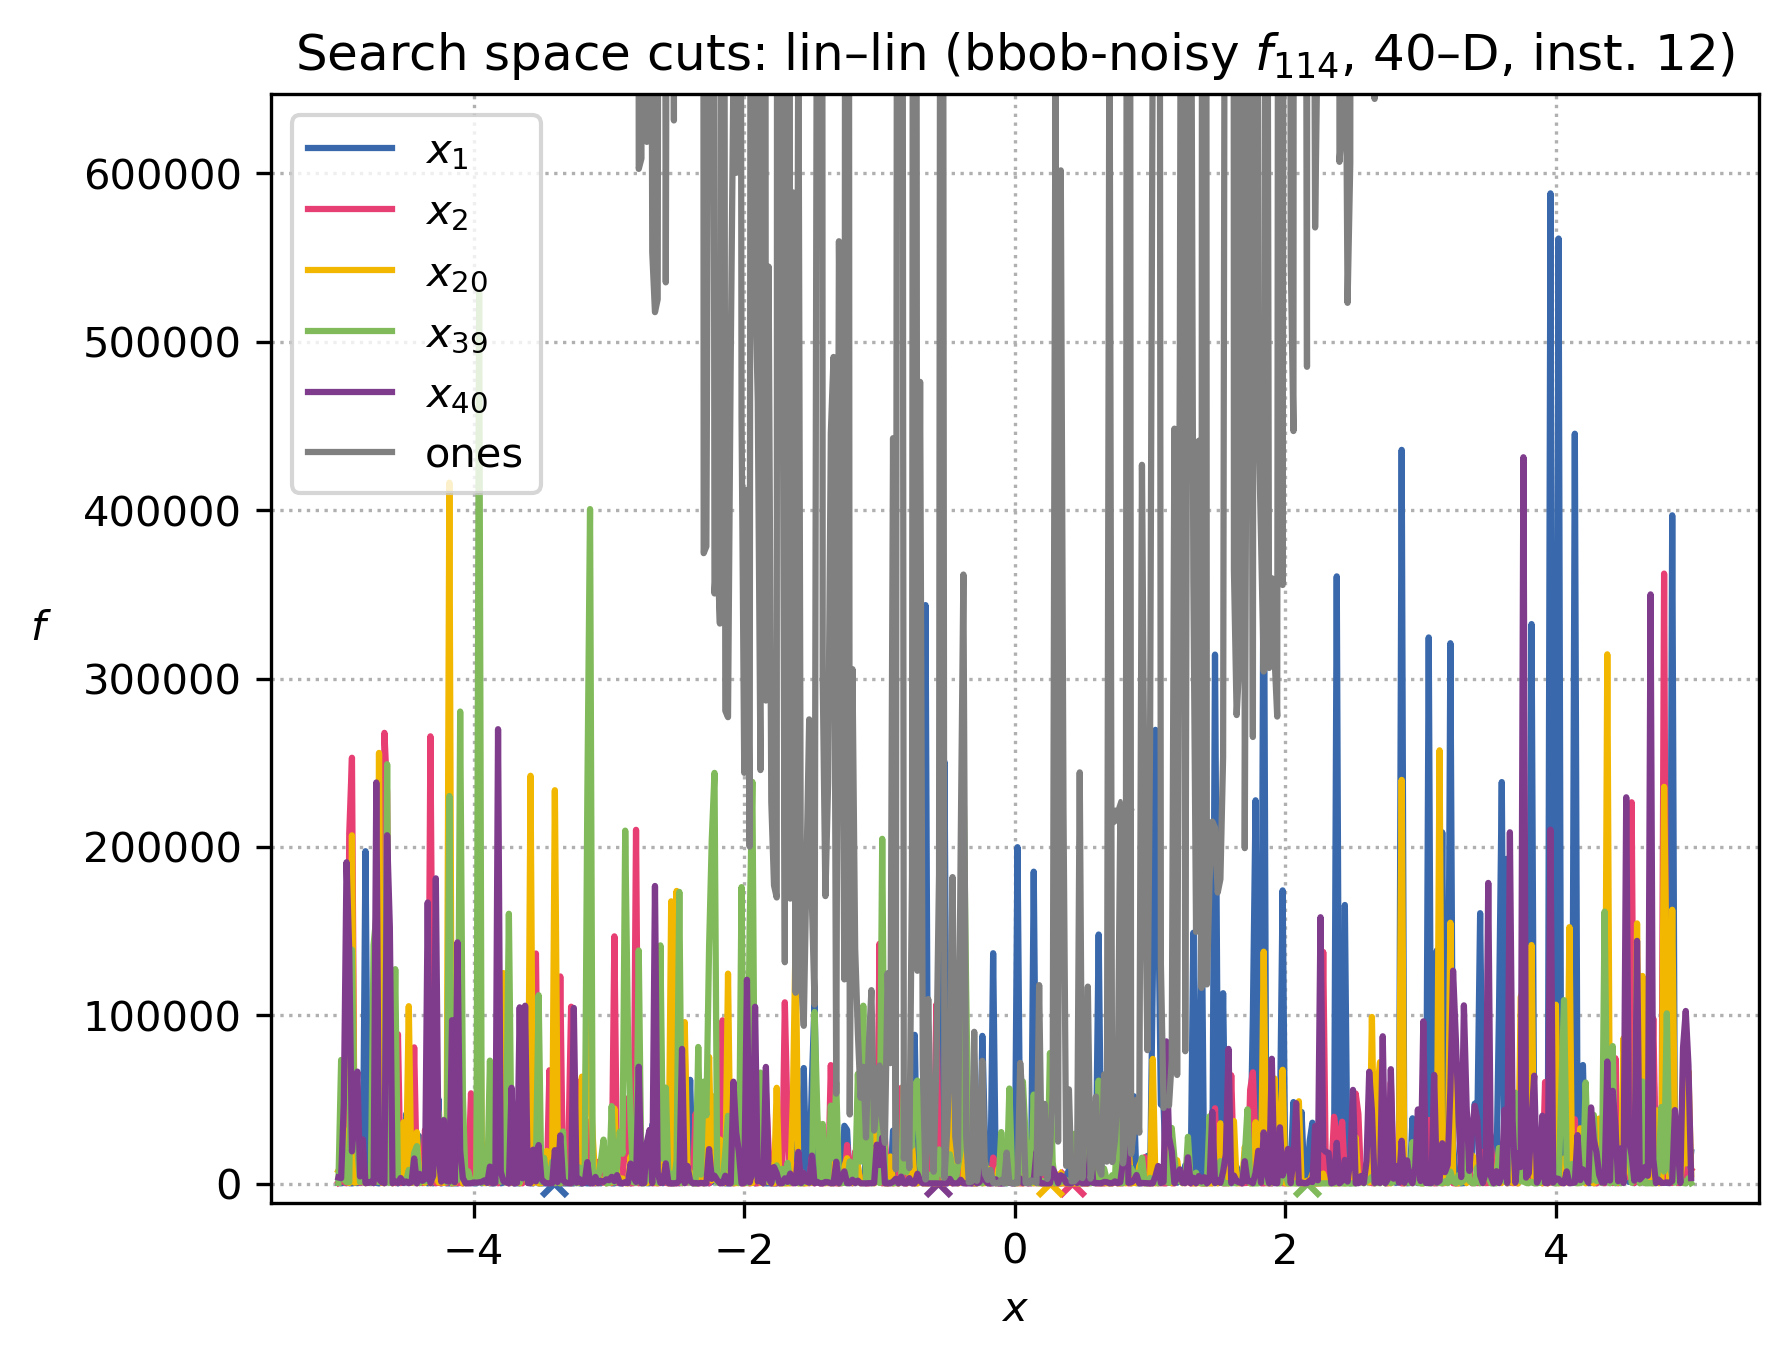 Search space cuts: lin–lin (bbob-noisy f₁₁₄, 40–D, inst. 12)
x₁
x₂
x₂₀
x₃₉
x₄₀
ones
600000
500000
400000
300000
200000
100000
0
f
−4 −2 0 2 4
x